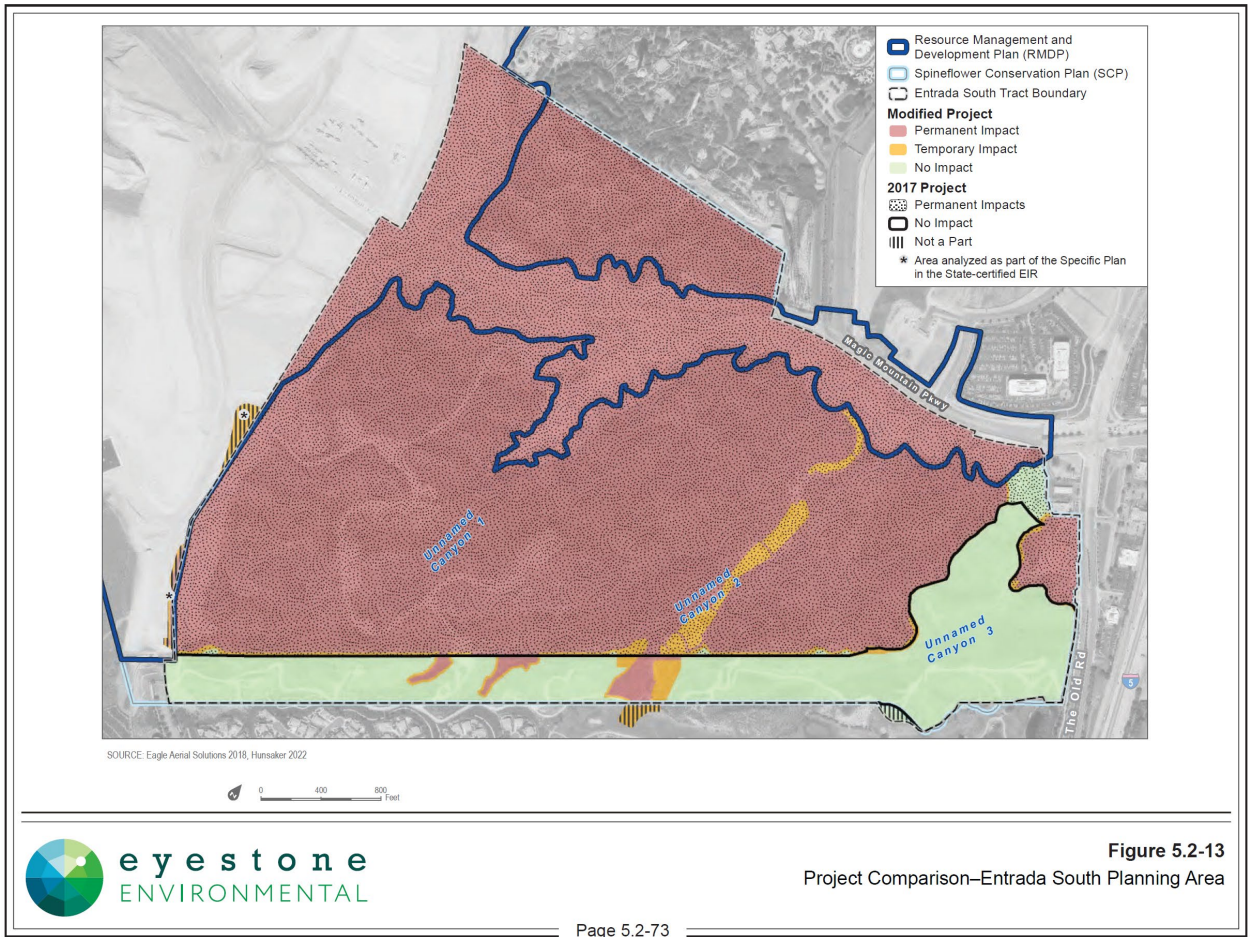 Resource Management and
Development Plan (RMDP)
Spineflower Conservation Plan (SCP)
Entrada South Tract Boundary
Modified Project
Permanent Impact
Temporary Impact
No Impact
2017 Project
Permanent Impacts
No Impact
Not a Part
* Area analyzed as part of the Specific Plan
in the State-certified EIR
Magic Mountain Pkwy
*
*
Unnamed
Canyon 1
Unnamed
Canyon 2
Unnamed
Canyon 3
The Old Rd
5
SOURCE: Eagle Aerial Solutions 2018, Hunsaker 2022
N
0 400 800
Feet
eyestone
ENVIRONMENTAL
Figure 5.2-13
Project Comparison–Entrada South Planning Area
Page 5.2-73